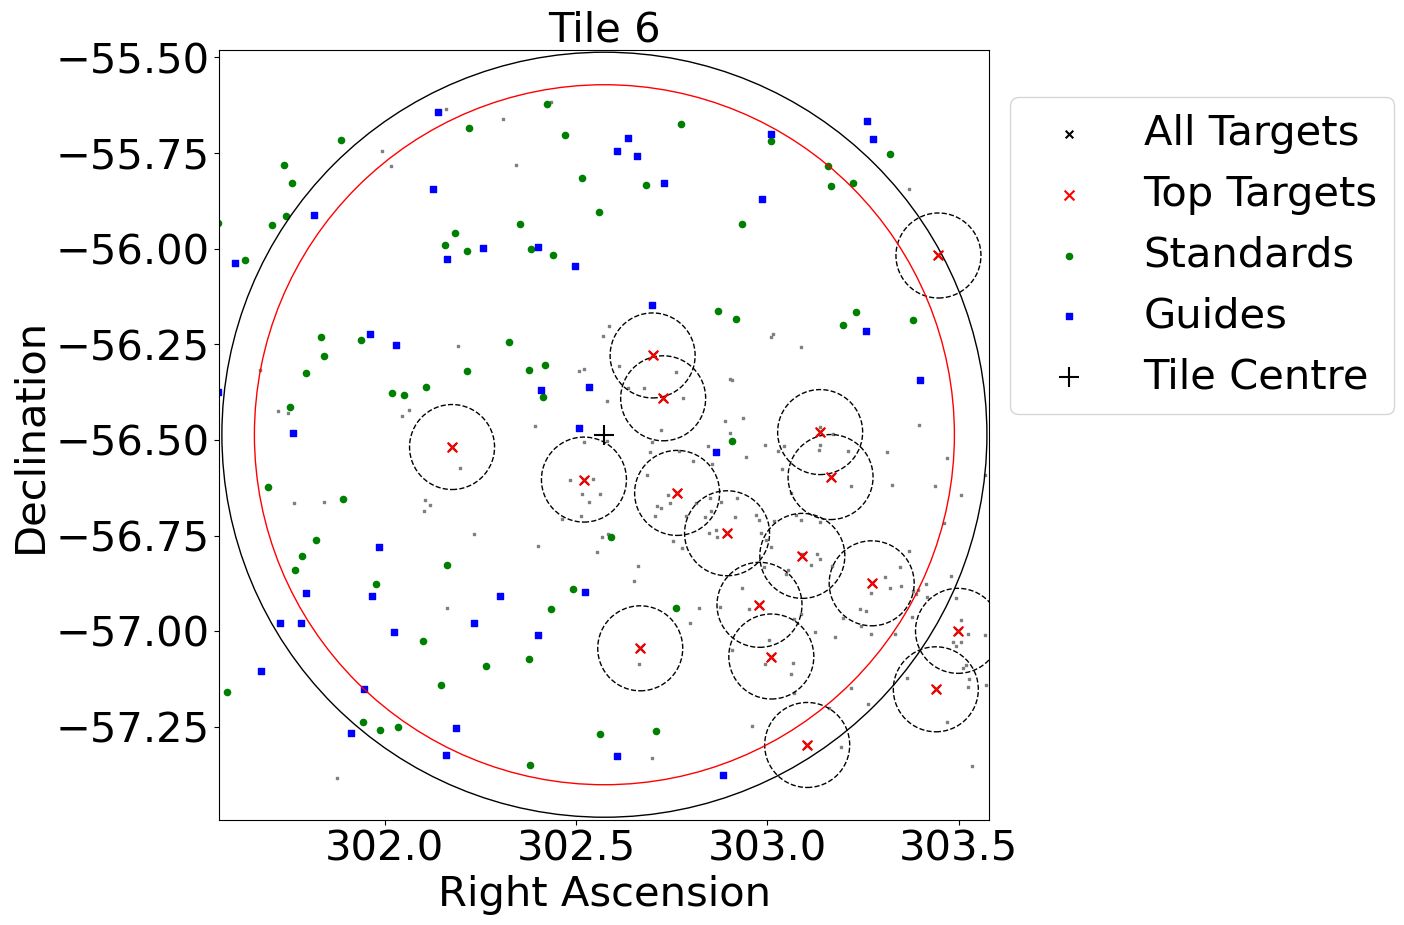 Tile 6
−55.50
−55.75
−56.00
−56.25
−56.50
−56.75
−57.00
−57.25
Declination
302.0
302.5
303.0
303.5
Right Ascension
All Targets
Top Targets
Standards
Guides
Tile Centre